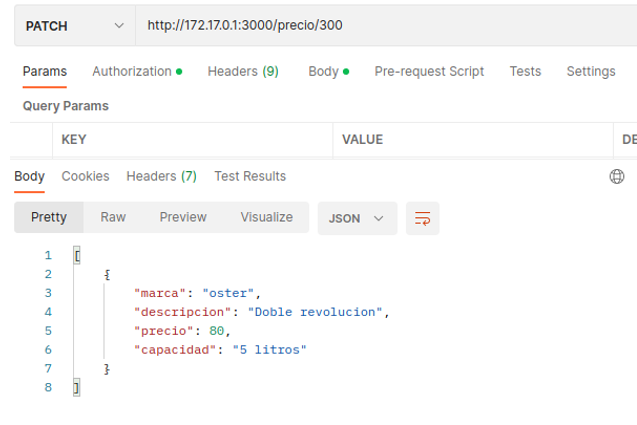 PATCH http://172.17.0.1:3000/precio/300
Params Authorization Headers (9) Body Pre-request Script Tests Settings
Query Params
KEY VALUE DE
Body Cookies Headers (7) Test Results
Pretty Raw Preview Visualize JSON
1 [
2 {
3 "marca": "oster",
4 "descripcion": "Doble revolucion",
5 "precio": 80,
6 "capacidad": "5 litros"
7 }
8 ]